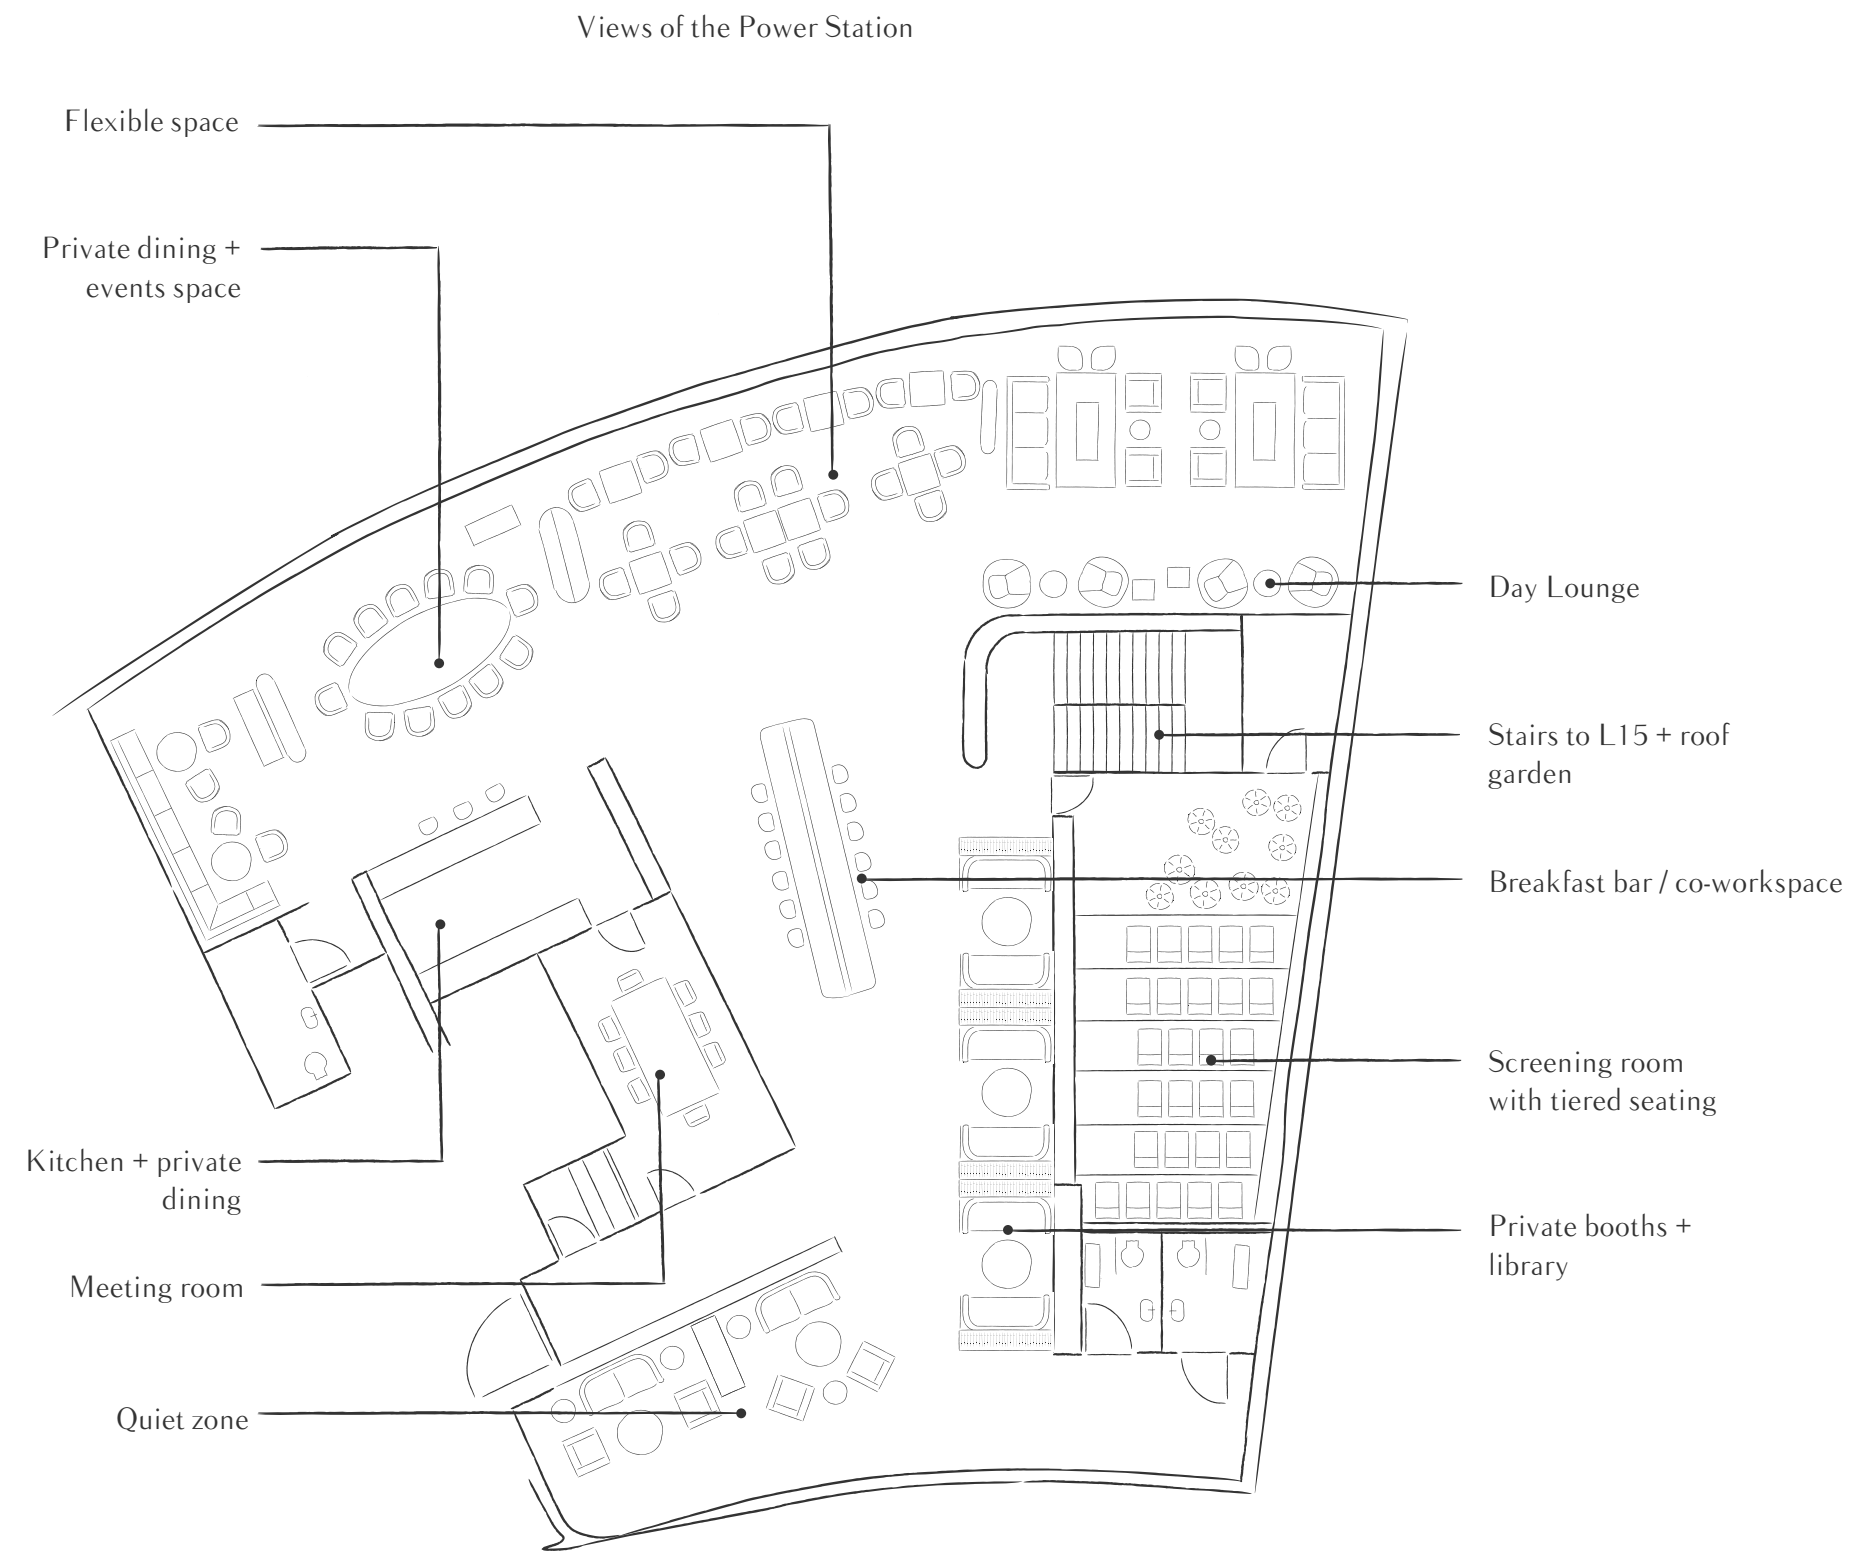 Views of the Power Station
Flexible space
Private dining +
events space
Day Lounge
Stairs to L15 + roof
garden
Breakfast bar / co-workspace
Screening room
with tiered seating
Kitchen + private
dining
Private booths +
library
Meeting room
Quiet zone